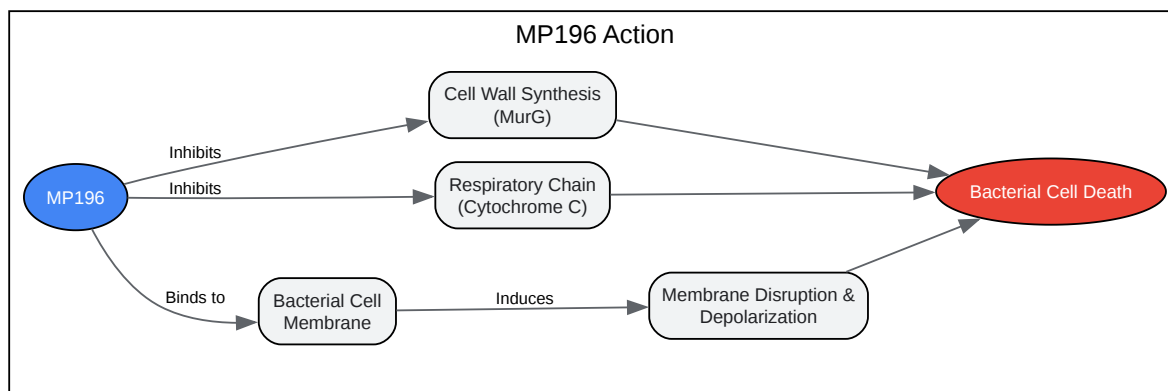 MP196 Action
Cell Wall Synthesis
(MurG)
Inhibits
Inhibits
Respiratory Chain
(Cytochrome C)
MP196
Bacterial Cell Death
Binds to
Bacterial Cell
Membrane
Induces
Membrane Disruption &
Depolarization